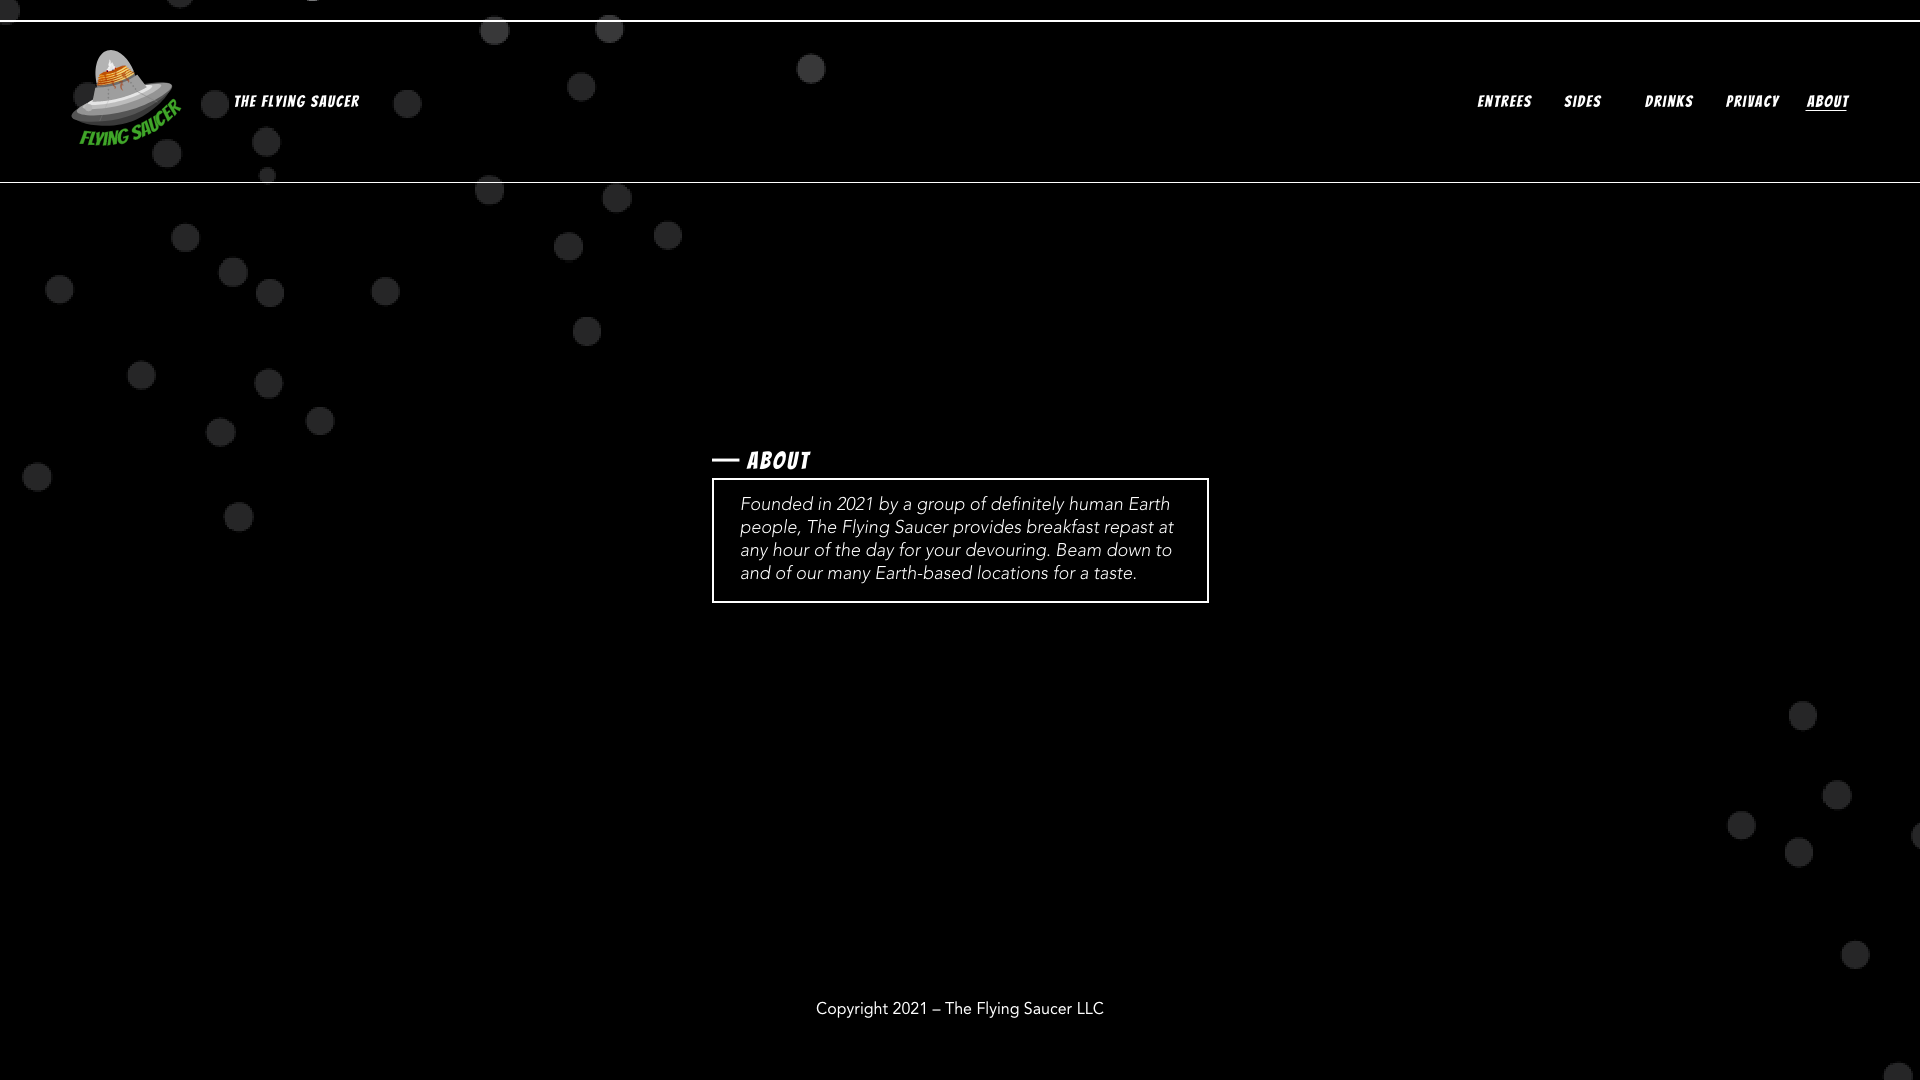 FLYING SAUCER
THE FLYING SAUCER
ENTREES
SIDES
DRINKS
PRIVACY
ABOUT
ABOUT
Founded in 2021 by a group of definitely human Earth
people, The Flying Saucer provides breakfast repast at
any hour of the day for your devouring. Beam down to
and of our many Earth-based locations for a taste.
Copyright 2021 – The Flying Saucer LLC